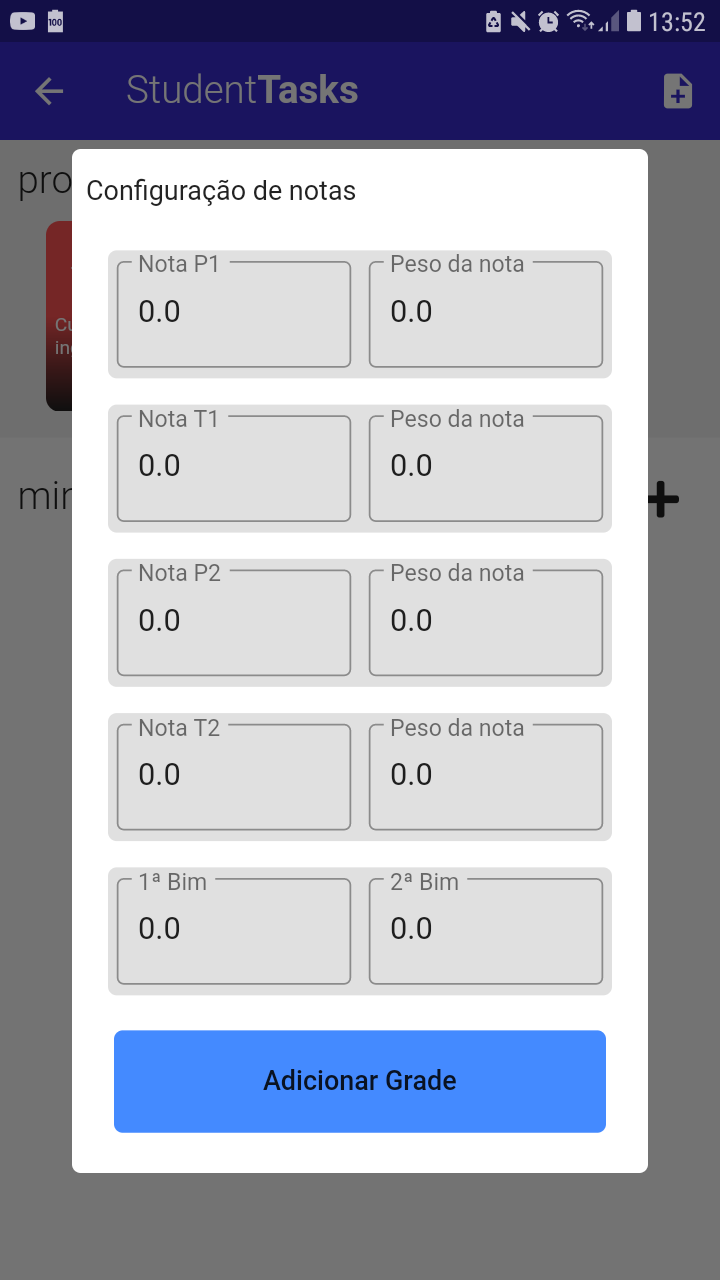 100
13:52
StudentTasks
pro
Configuração de notas
Nota P1 Peso da nota
0.0 0.0
Cu
ing
Nota T1 Peso da nota
0.0 0.0
min
Nota P2 Peso da nota
0.0 0.0
Nota T2 Peso da nota
0.0 0.0
1ª Bim 2ª Bim
0.0 0.0
Adicionar Grade